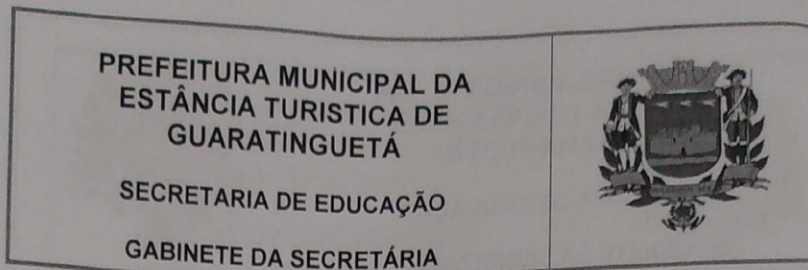 PREFEITURA MUNICIPAL DA
ESTÂNCIA TURISTICA DE
GUARATINGUETÁ
SECRETARIA DE EDUCAÇÃO
GABINETE DA SECRETÁRIA